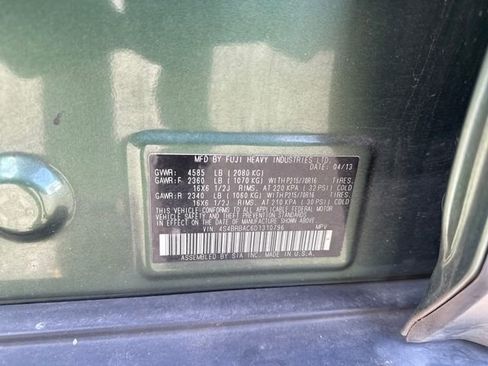 MFD BY FUJI HEAVY INDUSTRIES LTD.
DATE: 04/13
GVWR: 4585 LB (2080 KG)
GAWR:F 2360 LB (1070 KG) WITH P215/70R16 TIRES.
16X6 1/2J RIMS. AT 220 KPA (32 PSI) COLD
GAWR:R 2340 LB (1060 KG) WITH P215/70R16 TIRES.
16X6 1/2J RIMS. AT 210 KPA (30 PSI) COLD
THIS VEHICLE CONFORMS TO ALL APPLICABLE
FEDERAL MOTOR VEHICLE SAFETY STANDARDS
IN EFFECT ON THE DATE OF MANUFACTURE
SHOWN ABOVE.
VIN: 4S4BRBAC6D1310796 MPV
ASSEMBLED BY SIA INC. MADE IN U.S.A.